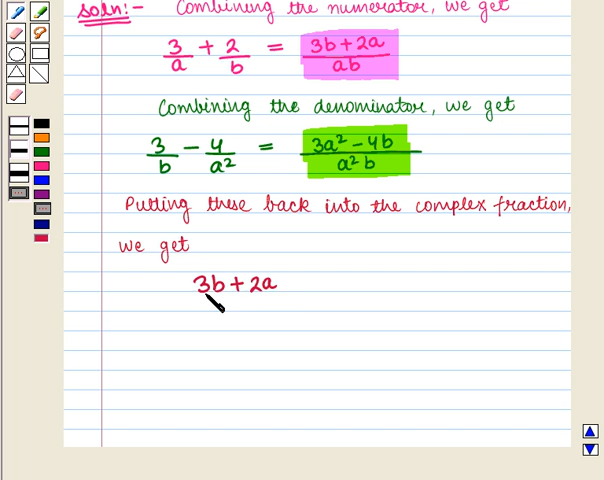 Soln:- Combining the numerator, we get
3/a + 2/b = (3b+2a)/ab
Combining the denominator, we get
3/b - 4/a² = (3a² - 4b)/a²b
Putting these back into the complex fraction,
we get
3b + 2a